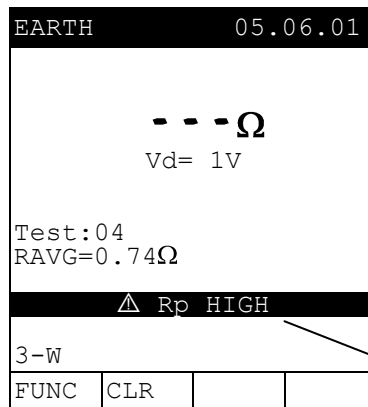 EARTH 05.06.01
- - -Ω
Vd= 1V
Test:04
RAVG=0.74Ω
⚠ Rp HIGH
3-W
FUNC CLR